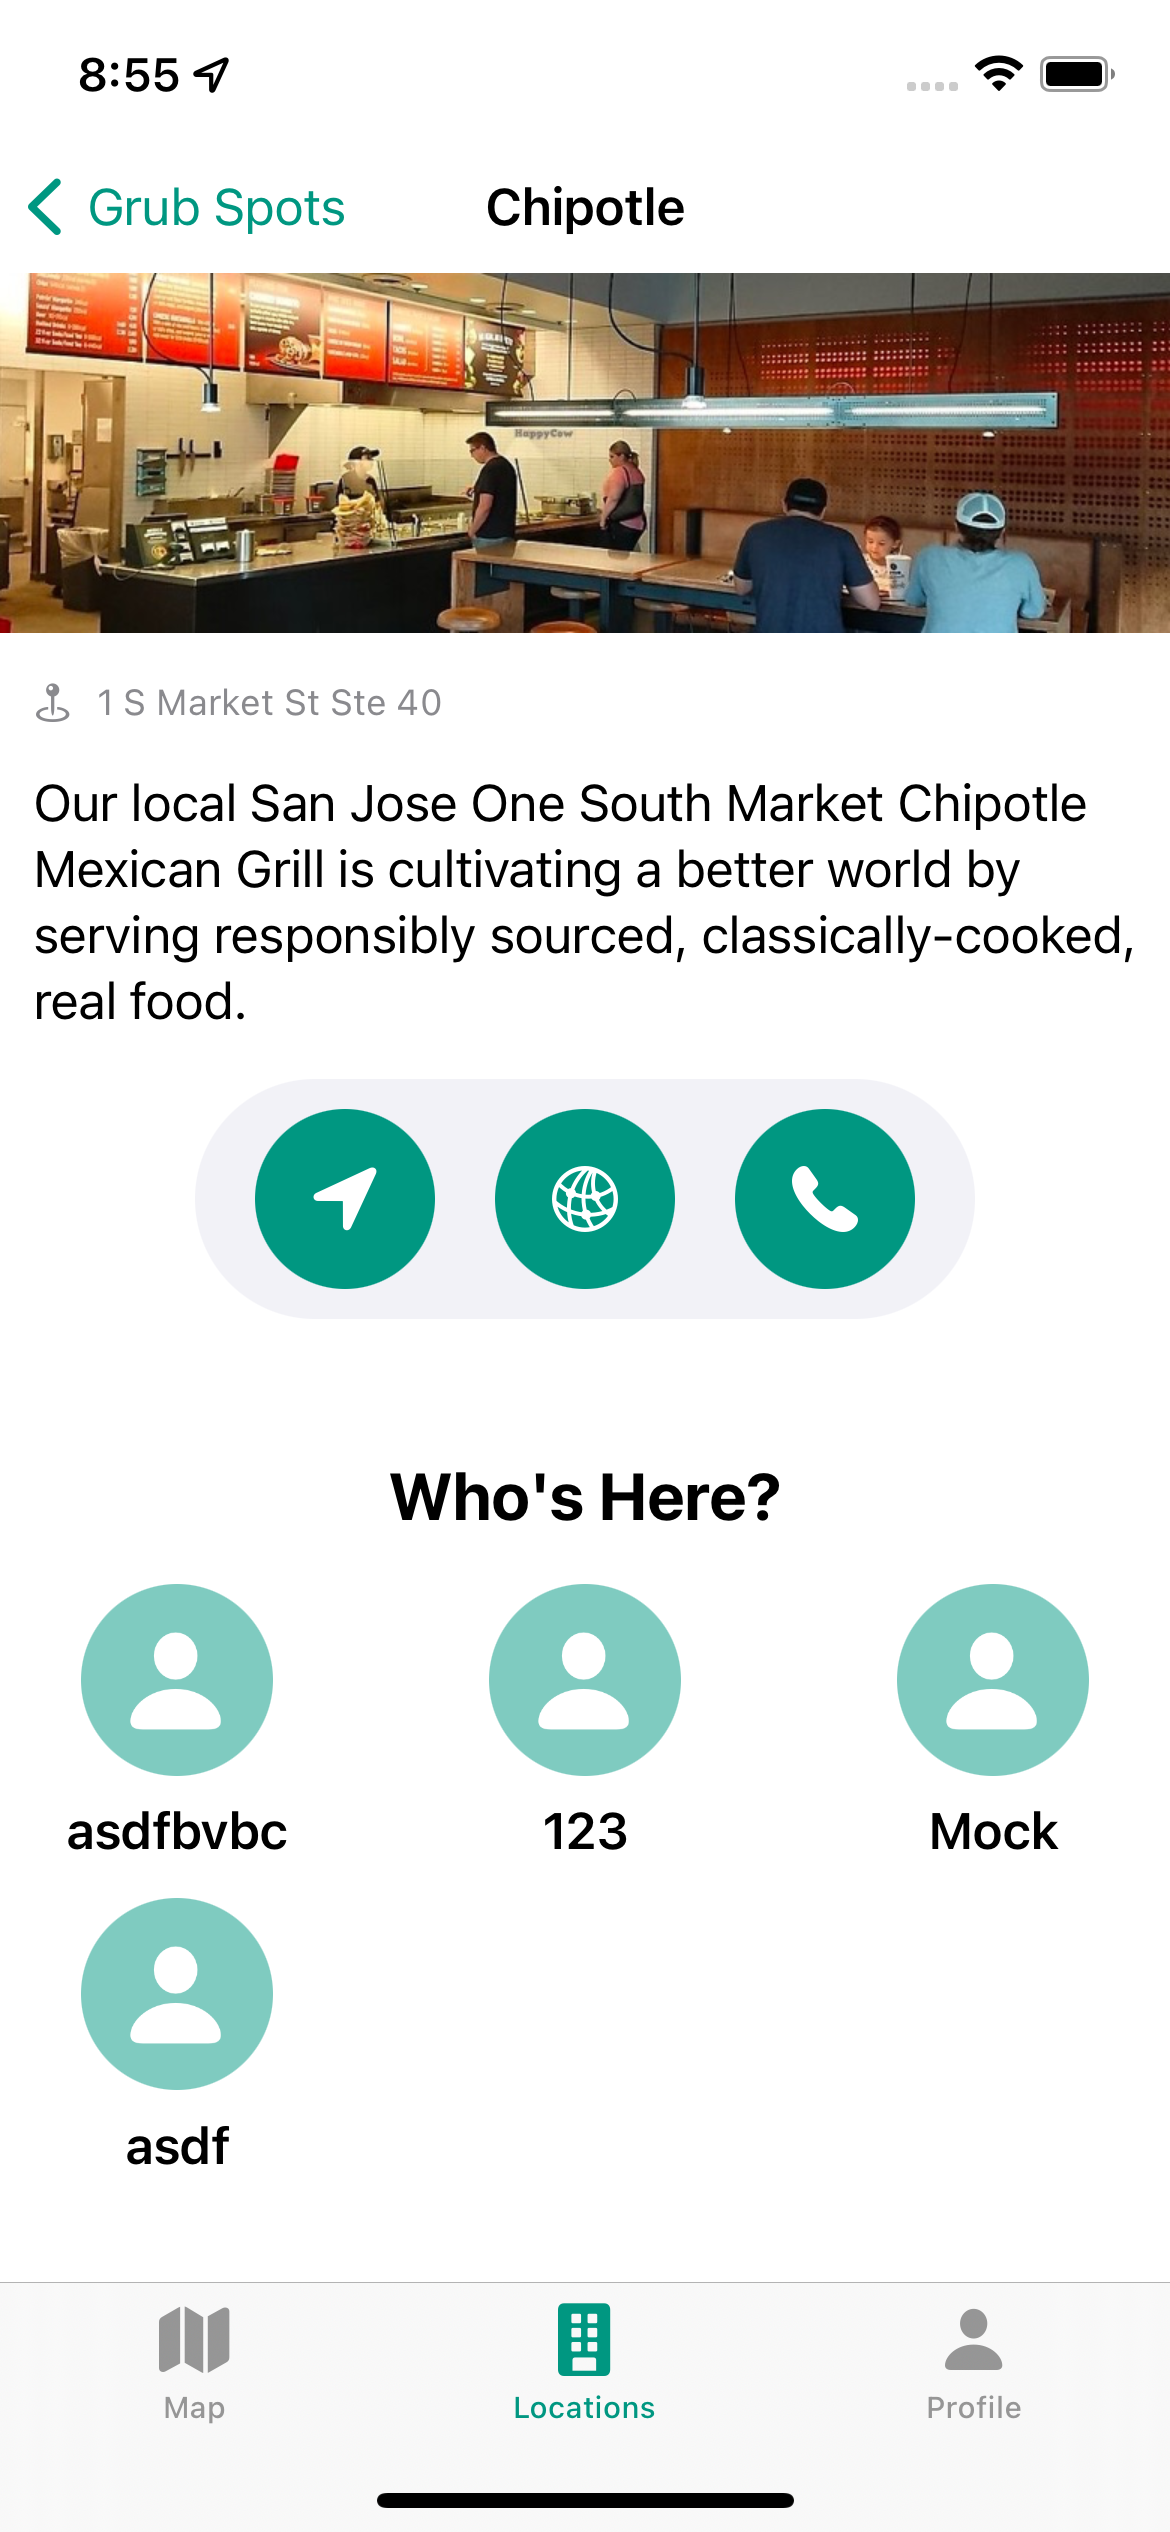 8:55
Grub Spots
Chipotle
HappyCow
1 S Market St Ste 40
Our local San Jose One South Market Chipotle
Mexican Grill is cultivating a better world by
serving responsibly sourced, classically-cooked,
real food.
Who's Here?
asdfbvbc
123
Mock
asdf
Map
Locations
Profile